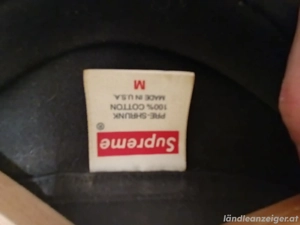 Supreme
®
PRE-SHRUNK
100% COTTON
MADE IN U.S.A.
M
ländleanzeiger.at